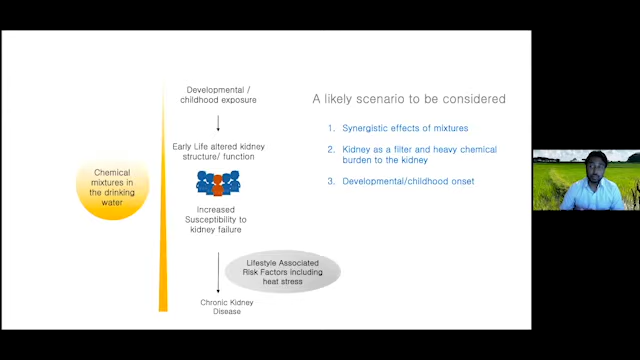 Developmental /
childhood exposure
Early Life altered kidney
structure/ function
Chemical
mixtures in
the drinking
water
Increased
Susceptibility to
kidney failure
Lifestyle Associated
Risk Factors including
heat stress
Chronic Kidney
Disease
A likely scenario to be considered
1. Synergistic effects of mixtures
2. Kidney as a filter and heavy chemical
burden to the kidney
3. Developmental/childhood onset